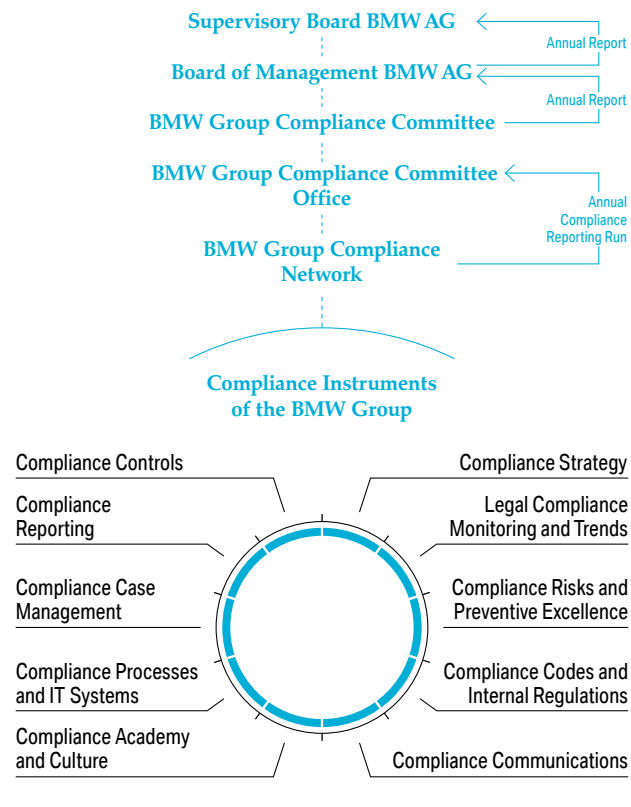 Supervisory Board BMW AG
Annual Report
Board of Management BMW AG
Annual Report
BMW Group Compliance Committee
BMW Group Compliance Committee
Office
Annual
Compliance
Reporting Run
BMW Group Compliance
Network
Compliance Instruments
of the BMW Group
Compliance Controls
Compliance Strategy
Compliance
Reporting
Legal Compliance
Monitoring and Trends
Compliance Case
Management
Compliance Risks and
Preventive Excellence
Compliance Processes
and IT Systems
Compliance Codes and
Internal Regulations
Compliance Academy
and Culture
Compliance Communications